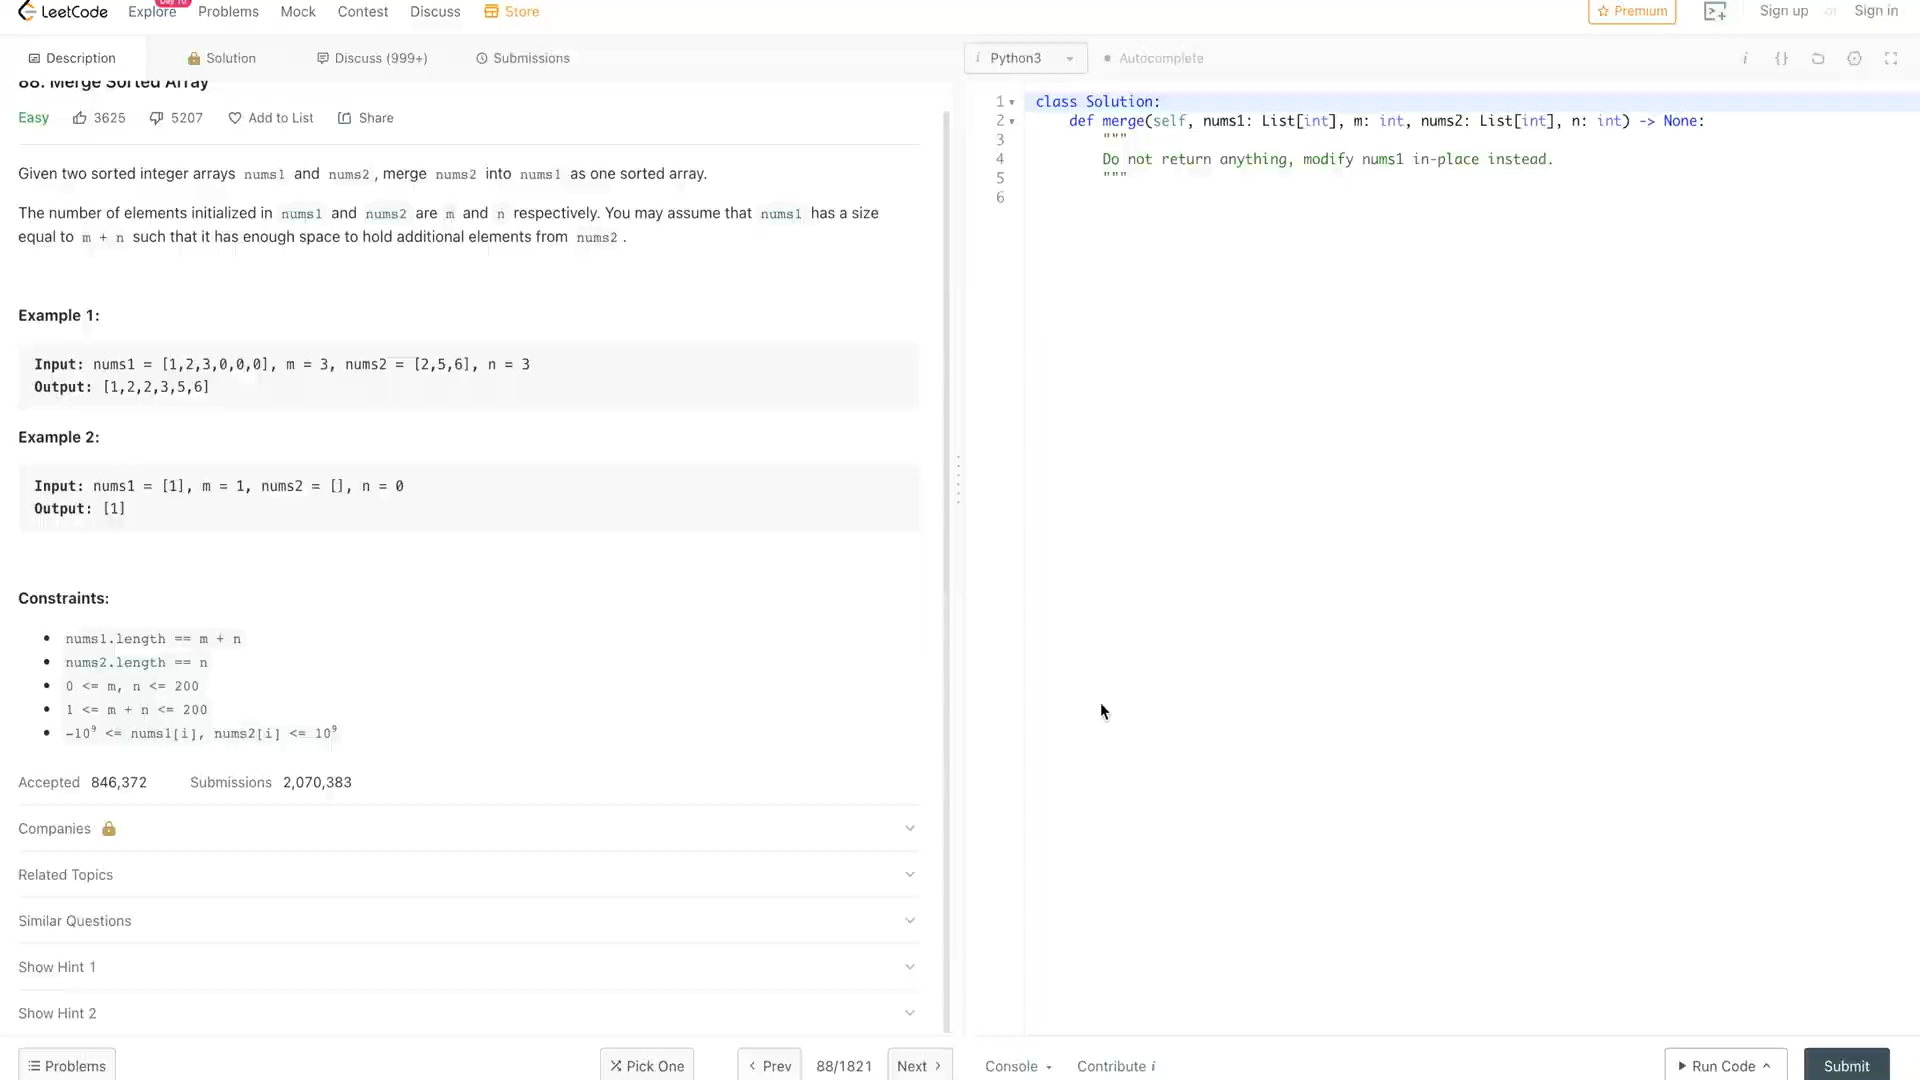 LeetCode
Explore
Day 10
Problems
Mock
Contest
Discuss
Store
Premium
Sign up
or
Sign in
Description
Solution
Discuss (999+)
Submissions
i Python3
Autocomplete
i
{}
88. Merge Sorted Array
Easy
3625
5207
Add to List
Share
Given two sorted integer arrays nums1 and nums2 , merge nums2 into nums1 as one sorted array.
The number of elements initialized in nums1 and nums2 are m and n respectively. You may assume that nums1 has a size
equal to m + n such that it has enough space to hold additional elements from nums2 .
Example 1:
Input: nums1 = [1,2,3,0,0,0], m = 3, nums2 = [2,5,6], n = 3
Output: [1,2,2,3,5,6]
Example 2:
Input: nums1 = [1], m = 1, nums2 = [], n = 0
Output: [1]
Constraints:
nums1.length == m + n
nums2.length == n
0 <= m, n <= 200
1 <= m + n <= 200
-10⁹ <= nums1[i], nums2[i] <= 10⁹
Accepted 846,372 Submissions 2,070,383
Companies
Related Topics
Similar Questions
Show Hint 1
Show Hint 2
1 class Solution:
2 def merge(self, nums1: List[int], m: int, nums2: List[int], n: int) -> None:
3 """
4 Do not return anything, modify nums1 in-place instead.
5 """
6
Problems
Pick One
Prev
88/1821
Next
Console
Contribute i
Run Code
Submit